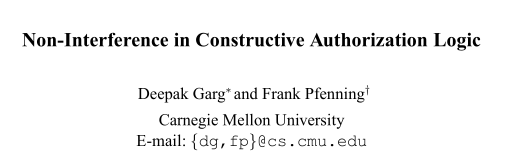 Non-Interference in Constructive Authorization Logic
Deepak Garg* and Frank Pfenning†
Carnegie Mellon University
E-mail: {dg,fp}@cs.cmu.edu